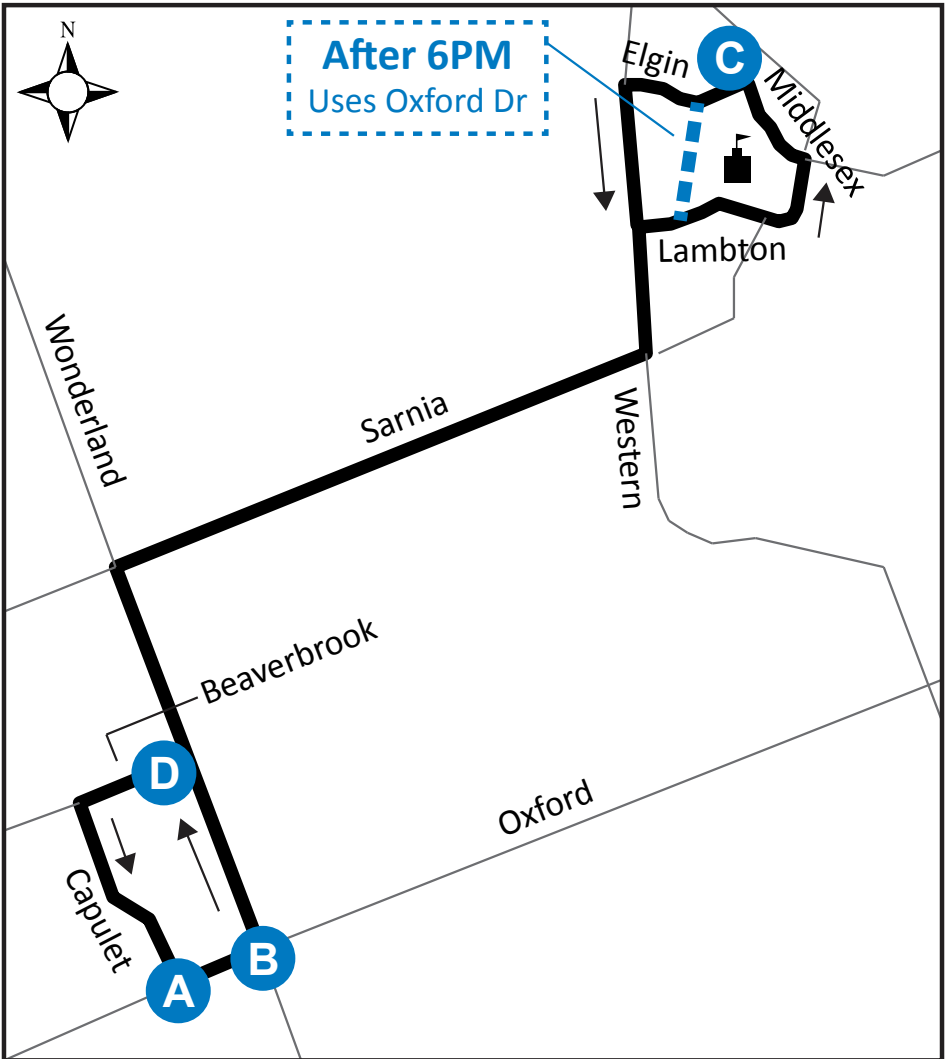 N
After 6PM
Uses Oxford Dr
Elgin
C
Middlesex
Lambton
Wonderland
Sarnia
Western
Beaverbrook
D
Oxford
Capulet
B
A